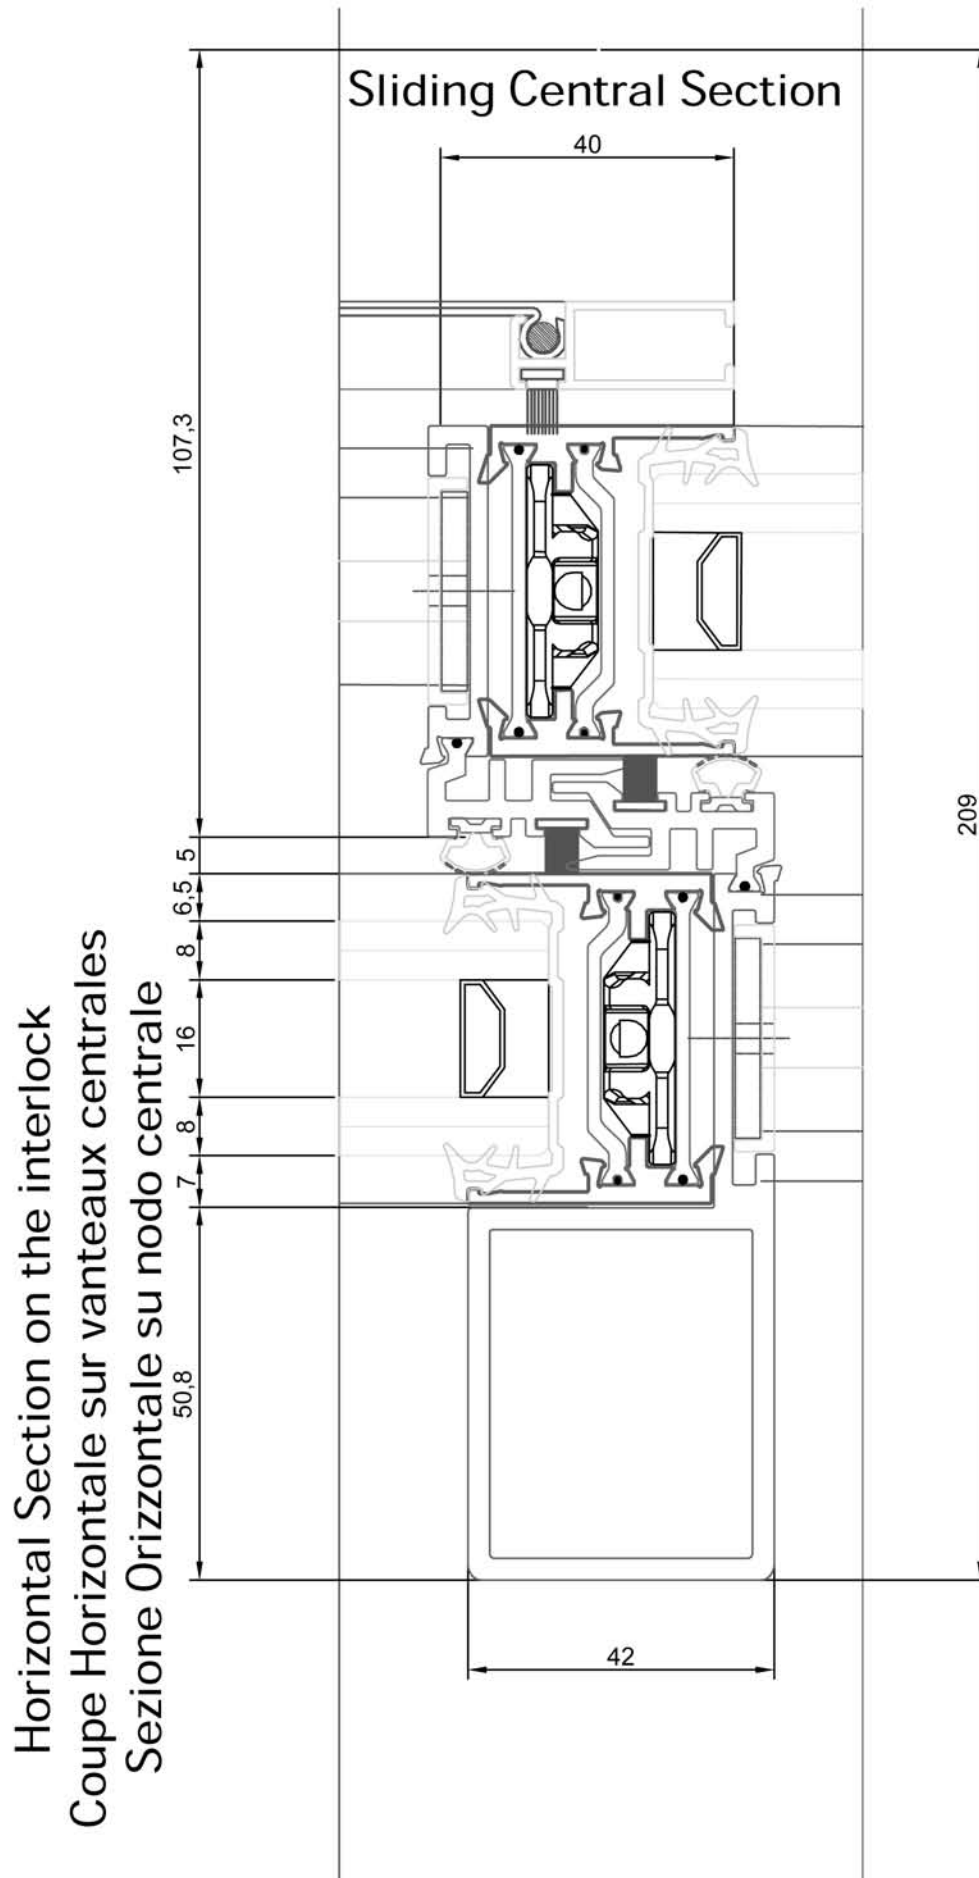 Sliding Central Section
40
107,3
5
6,5
8
16
8
7
50,8
209
42
Horizontal Section on the interlock
Coupe Horizontale sur vanteaux centrales
Sezione Orizzontale su nodo centrale